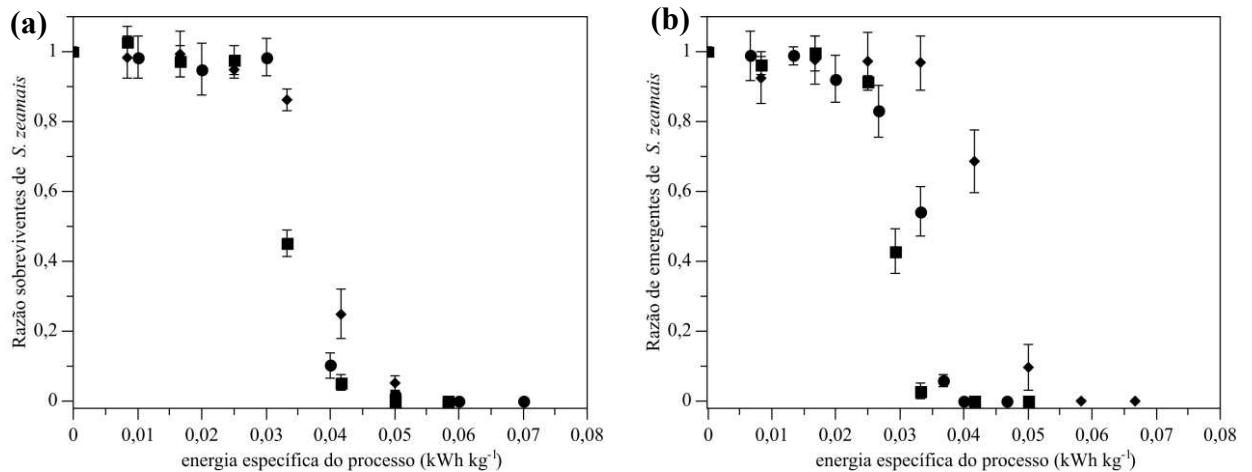 (a)
Razão sobreviventes de S. zeamais
1
0,8
0,6
0,4
0,2
0
0 0,01 0,02 0,03 0,04 0,05 0,06 0,07 0,08
energia específica do processo (kWh kg-1)
(b)
Razão de emergentes de S. zeamais
1
0,8
0,6
0,4
0,2
0
0 0,01 0,02 0,03 0,04 0,05 0,06 0,07 0,08
energia específica do processo (kWh kg-1)